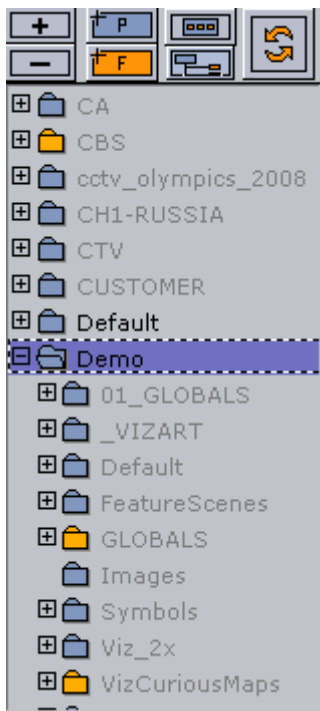 P
F
CA
CBS
cctv_olympics_2008
CH1-RUSSIA
CTV
CUSTOMER
Default
Demo
01_GLOBALS
_VIZART
Default
FeatureScenes
GLOBALS
Images
Symbols
Viz_2x
VizCuriousMaps